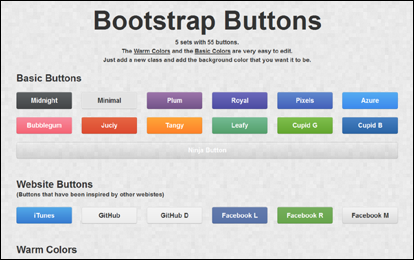 Bootstrap Buttons
5 sets with 55 buttons.
The Warm Colors and the Basic Colors are very easy to edit.
Just add a new class and add the background color that you want it to be.
Basic Buttons
Midnight Minimal Plum Royal Pixels Azure
Bubblegum Juciy Tangy Leafy Cupid G Cupid B
Ninja Button
Website Buttons
(Buttons that have been inspired by other webistes)
iTunes GitHub GitHub D Facebook L Facebook R Facebook M
Warm Colors